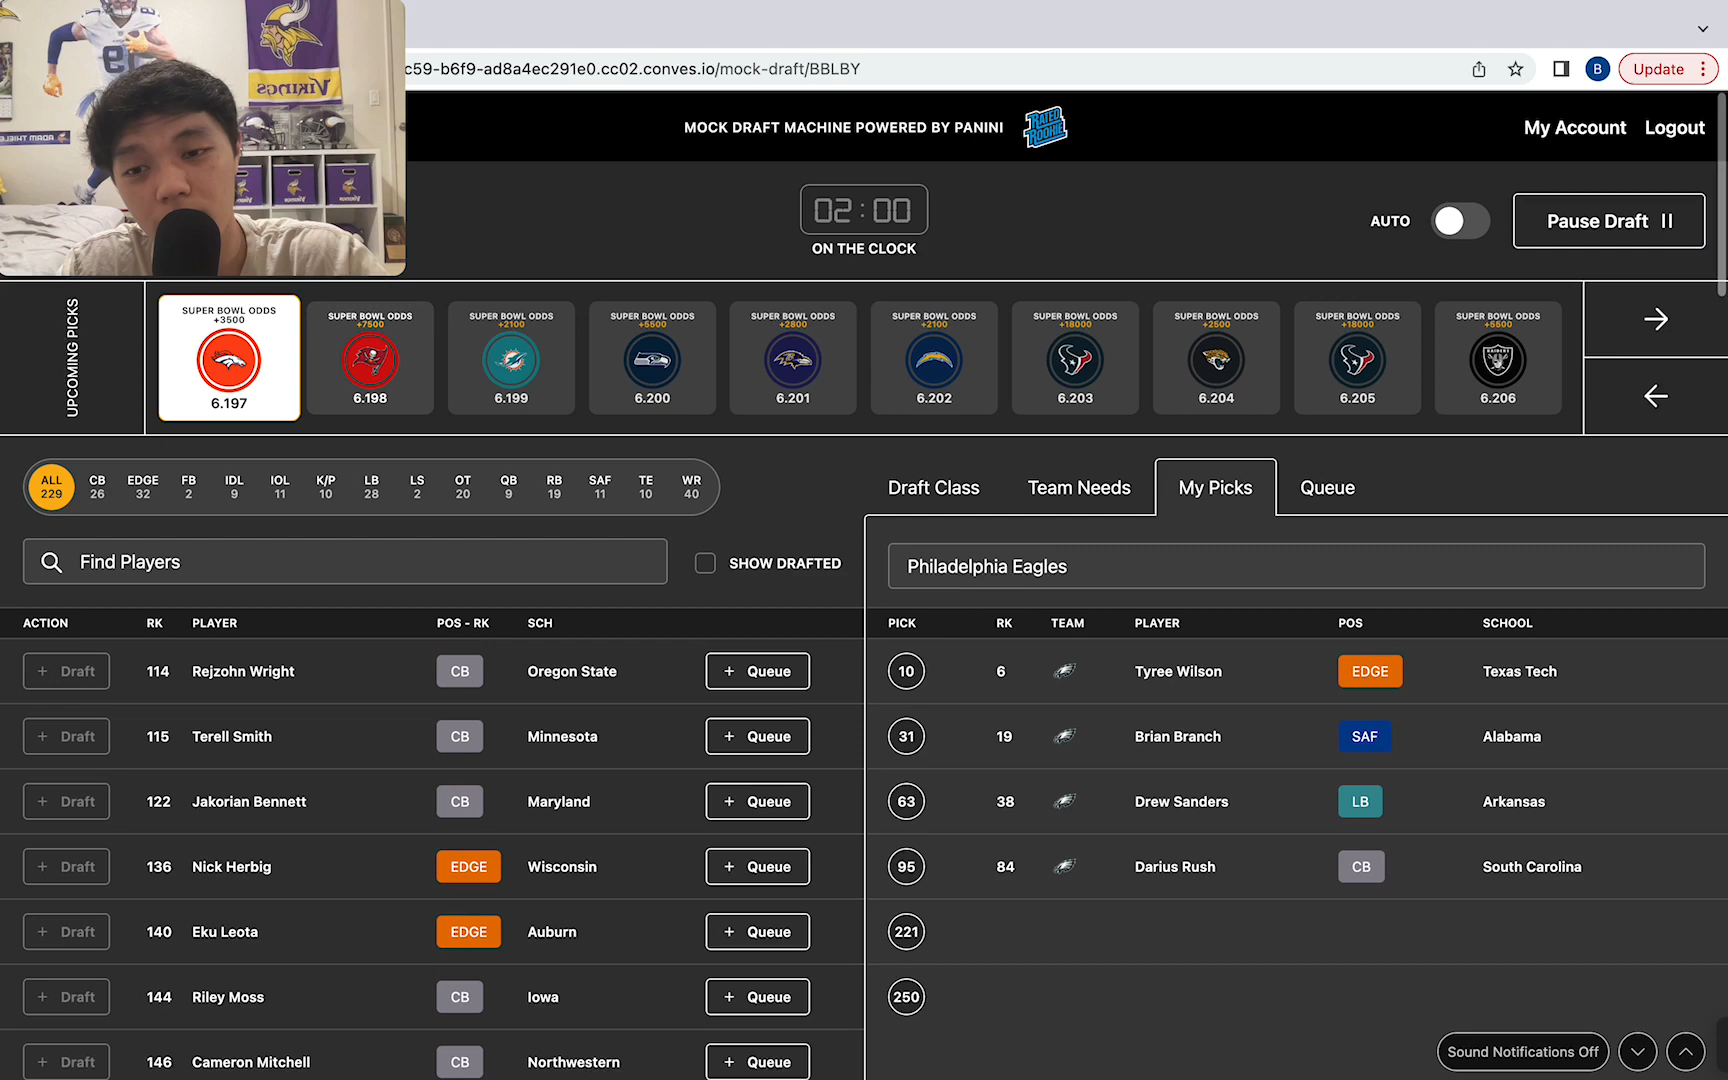 c59-b6f9-ad8a4ec291e0.cc02.conves.io/mock-draft/BBLBY
B
Update
MOCK DRAFT MACHINE POWERED BY PANINI
RATED ROOKIE
My Account
Logout
02:00
ON THE CLOCK
AUTO
Pause Draft
UPCOMING PICKS
SUPER BOWL ODDS
+3500
6.197
SUPER BOWL ODDS
+7500
6.198
SUPER BOWL ODDS
+2100
6.199
SUPER BOWL ODDS
+5500
6.200
SUPER BOWL ODDS
+2800
6.201
SUPER BOWL ODDS
+2100
6.202
SUPER BOWL ODDS
+18000
6.203
SUPER BOWL ODDS
+2500
6.204
SUPER BOWL ODDS
+18000
6.205
SUPER BOWL ODDS
+5500
RAIDERS
6.206
ALL CB EDGE FB IDL IOL K/P LB LS OT QB RB SAF TE WR
229 26 32 2 9 11 10 28 2 20 9 19 11 10 40
Find Players
SHOW DRAFTED
ACTION RK PLAYER POS - RK SCH
+ Draft 114 Rejzohn Wright CB Oregon State + Queue
+ Draft 115 Terell Smith CB Minnesota + Queue
+ Draft 122 Jakorian Bennett CB Maryland + Queue
+ Draft 136 Nick Herbig EDGE Wisconsin + Queue
+ Draft 140 Eku Leota EDGE Auburn + Queue
+ Draft 144 Riley Moss CB Iowa + Queue
+ Draft 146 Cameron Mitchell CB Northwestern + Queue
Draft Class Team Needs My Picks Queue
Philadelphia Eagles
PICK RK TEAM PLAYER POS SCHOOL
10 6 Tyree Wilson EDGE Texas Tech
31 19 Brian Branch SAF Alabama
63 38 Drew Sanders LB Arkansas
95 84 Darius Rush CB South Carolina
221
250
Sound Notifications Off
VIKINGS
ADAM THIELEN